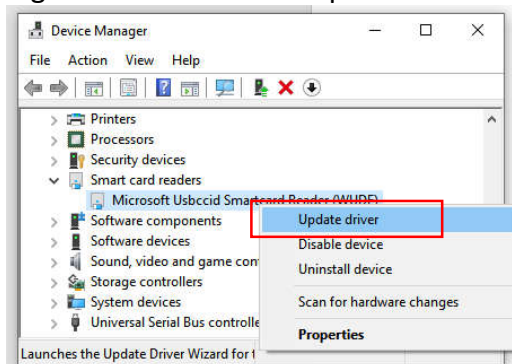 Device Manager
File Action View Help
Printers
Processors
Security devices
Smart card readers
Microsoft Usbccid Smartcard Reader (WUDF)
Update driver
Software components
Disable device
Software devices
Sound, video and game con
Uninstall device
Storage controllers
System devices
Scan for hardware changes
Universal Serial Bus controlle
Properties
Launches the Update Driver Wizard for t